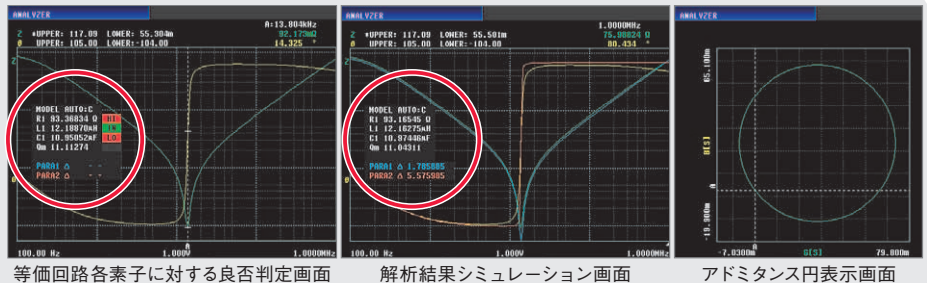 ANALYZER
A:13.804kHz
Z *UPPER: 117.09 LOWER: 55.304m 92.173mΩ
θ UPPER: 105.00 LOWER:-104.00 14.325 °
Z
MODEL AUTO:C
R1 93.36834 Ω HI
L1 12.18870mH IN
C1 10.95052nF LO
Qm 11.11274
PARA1 △ - -
PARA2 △ - -
θ
A
100.00 Hz 1.000V 1.0000MHz
等価回路各素子に対する良否判定画面
ANALYZER
1.0000MHz
Z *UPPER: 117.09 LOWER: 55.501m 75.98824 Ω
θ UPPER: 105.00 LOWER:-104.00 80.434 °
Z
MODEL AUTO:C
R1 93.16545 Ω
L1 12.16275mH
C1 10.97446nF
Qm 11.04311
PARA1 △ 1.785885
PARA2 △ 5.575985
θ
100.00 Hz 1.000V 1.0000MHz
解析結果シミュレーション画面
ANALYZER
65.100m
B[S]
A
-19.900m
A
-7.0300m G[S] 79.800m
アドミタンス円表示画面